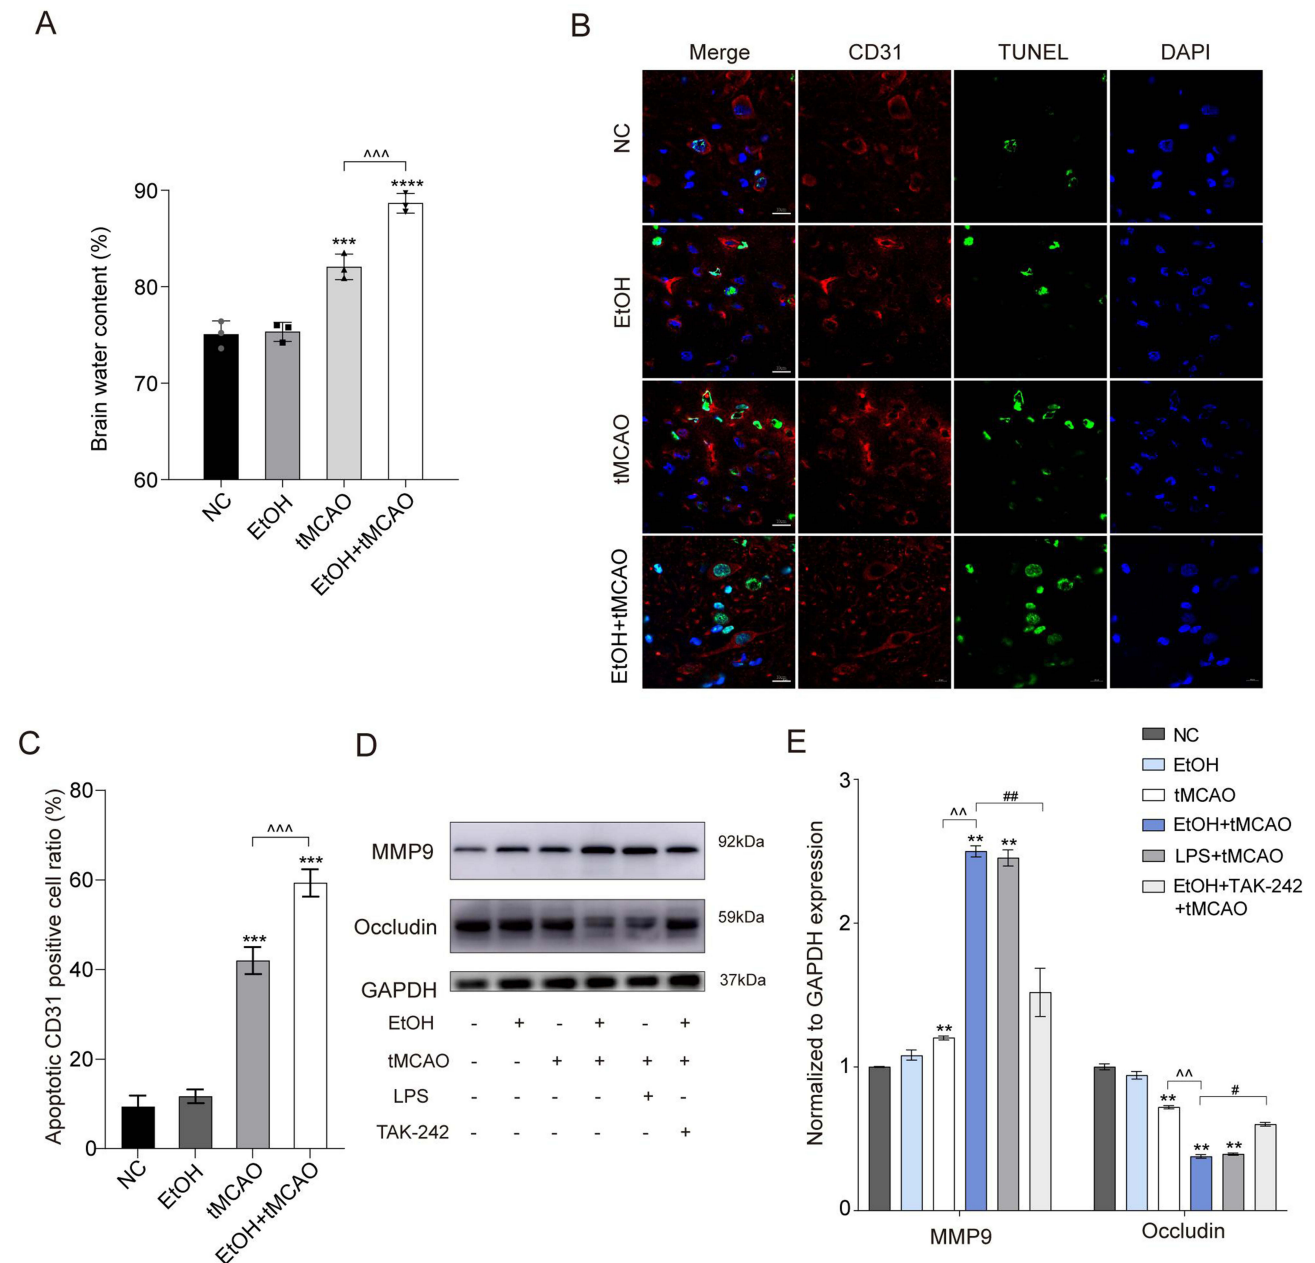 A
B
Merge CD31 TUNEL DAPI
NC
EtOH
tMCAO
EtOH+tMCAO
^^^
****
***
90
80
70
60
Brain water content (%)
NC EtOH tMCAO EtOH+tMCAO
C
D
E
80
60
40
20
0
Apoptotic CD31 positive cell ratio (%)
^^^
***
***
NC EtOH tMCAO EtOH+tMCAO
MMP9 92kDa
Occludin 59kDa
GAPDH 37kDa
EtOH - + - + - +
tMCAO - - + + + +
LPS - - - - + -
TAK-242 - - - - - +
NC
EtOH
tMCAO
EtOH+tMCAO
LPS+tMCAO
EtOH+TAK-242
+tMCAO
3
2
1
0
Normalized to GAPDH expression
##
^^
** **
**
^^ #
**
** **
MMP9 Occludin